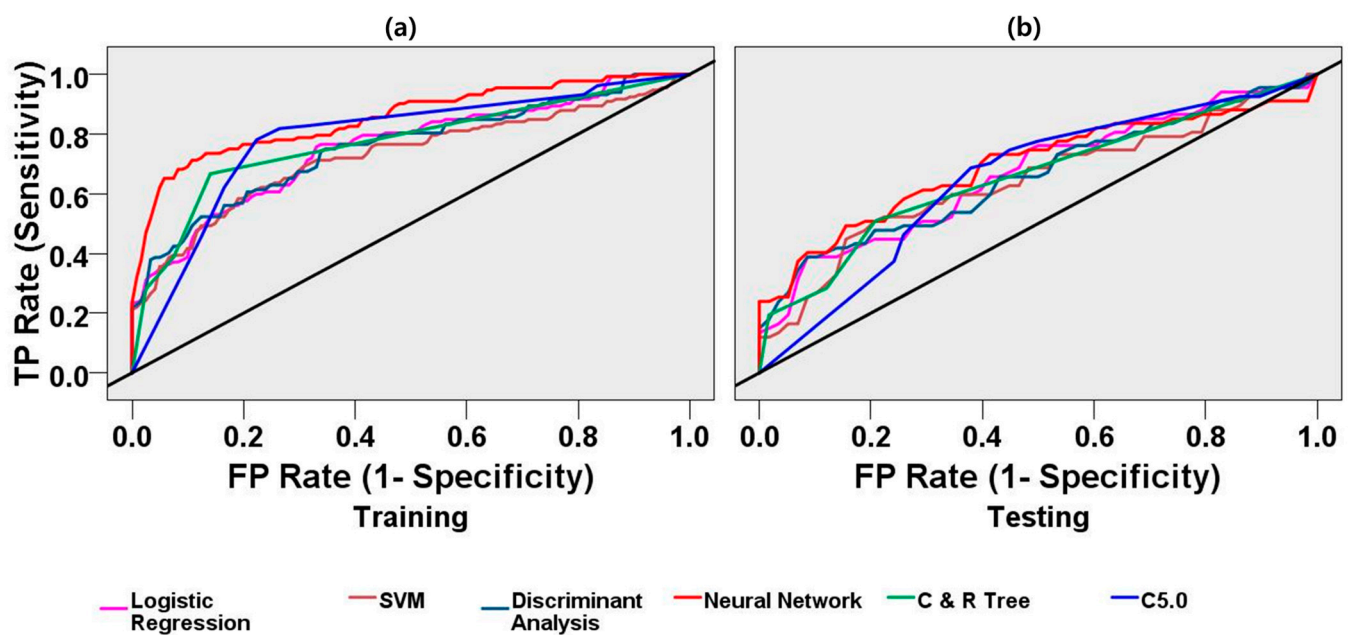 (a)
(b)
TP Rate (Sensitivity)
1.0
0.8
0.6
0.4
0.2
0.0
0.0 0.2 0.4 0.6 0.8 1.0
0.0 0.2 0.4 0.6 0.8 1.0
FP Rate (1- Specificity)
FP Rate (1- Specificity)
Training
Testing
Logistic
Regression
SVM
Discriminant
Analysis
Neural Network
C & R Tree
C5.0